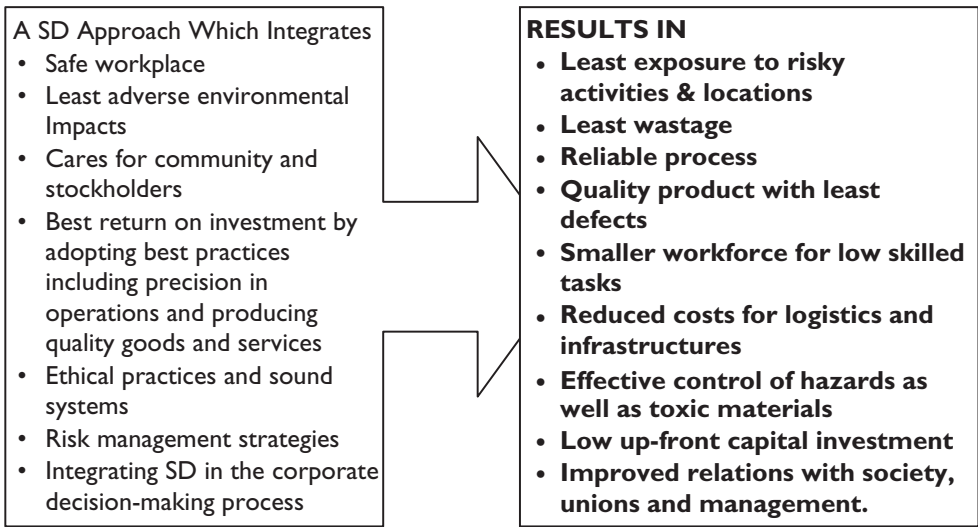 A SD Approach Which Integrates
• Safe workplace
• Least adverse environmental
Impacts
• Cares for community and
stockholders
• Best return on investment by
adopting best practices
including precision in
operations and producing
quality goods and services
• Ethical practices and sound
systems
• Risk management strategies
• Integrating SD in the corporate
decision-making process
RESULTS IN
• Least exposure to risky
activities & locations
• Least wastage
• Reliable process
• Quality product with least
defects
• Smaller workforce for low skilled
tasks
• Reduced costs for logistics and
infrastructures
• Effective control of hazards as
well as toxic materials
• Low up-front capital investment
• Improved relations with society,
unions and management.